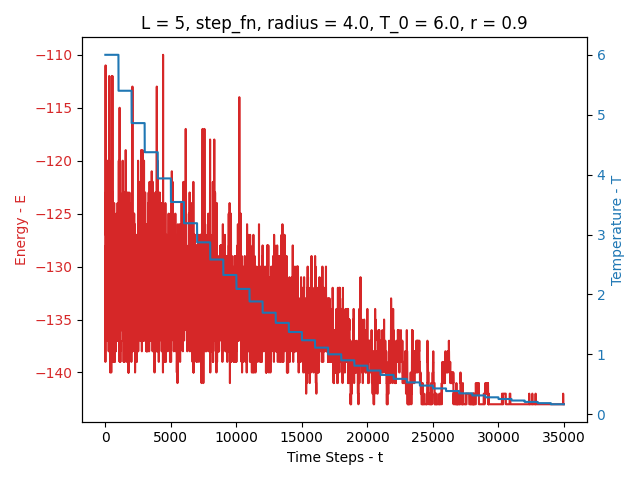 L = 5, step_fn, radius = 4.0, T_0 = 6.0, r = 0.9
−110
−115
−120
−125
−130
−135
−140
Energy - E
6
5
4
3
2
1
0
Temperature - T
0 5000 10000 15000 20000 25000 30000 35000
Time Steps - t